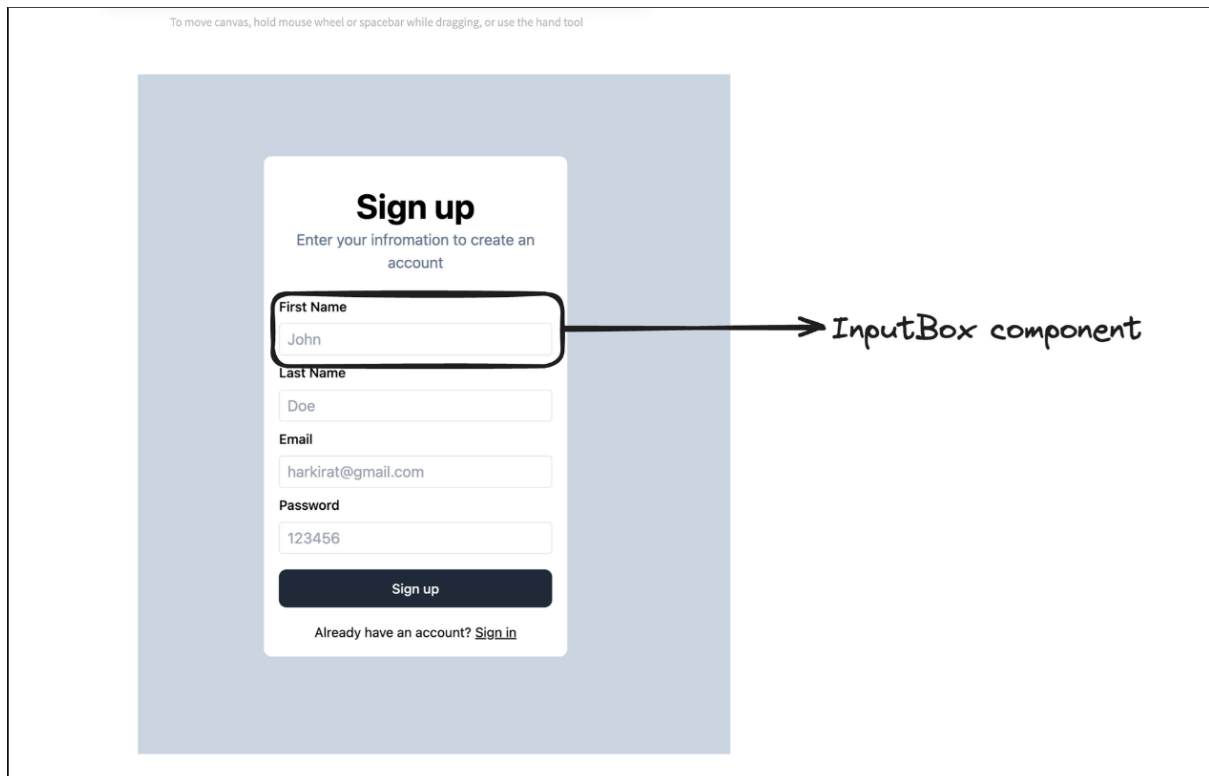 To move canvas, hold mouse wheel or spacebar while dragging, or use the hand tool
Sign up
Enter your infromation to create an
account
First Name
John
InputBox component
Last Name
Doe
Email
harkirat@gmail.com
Password
123456
Sign up
Already have an account? Sign in